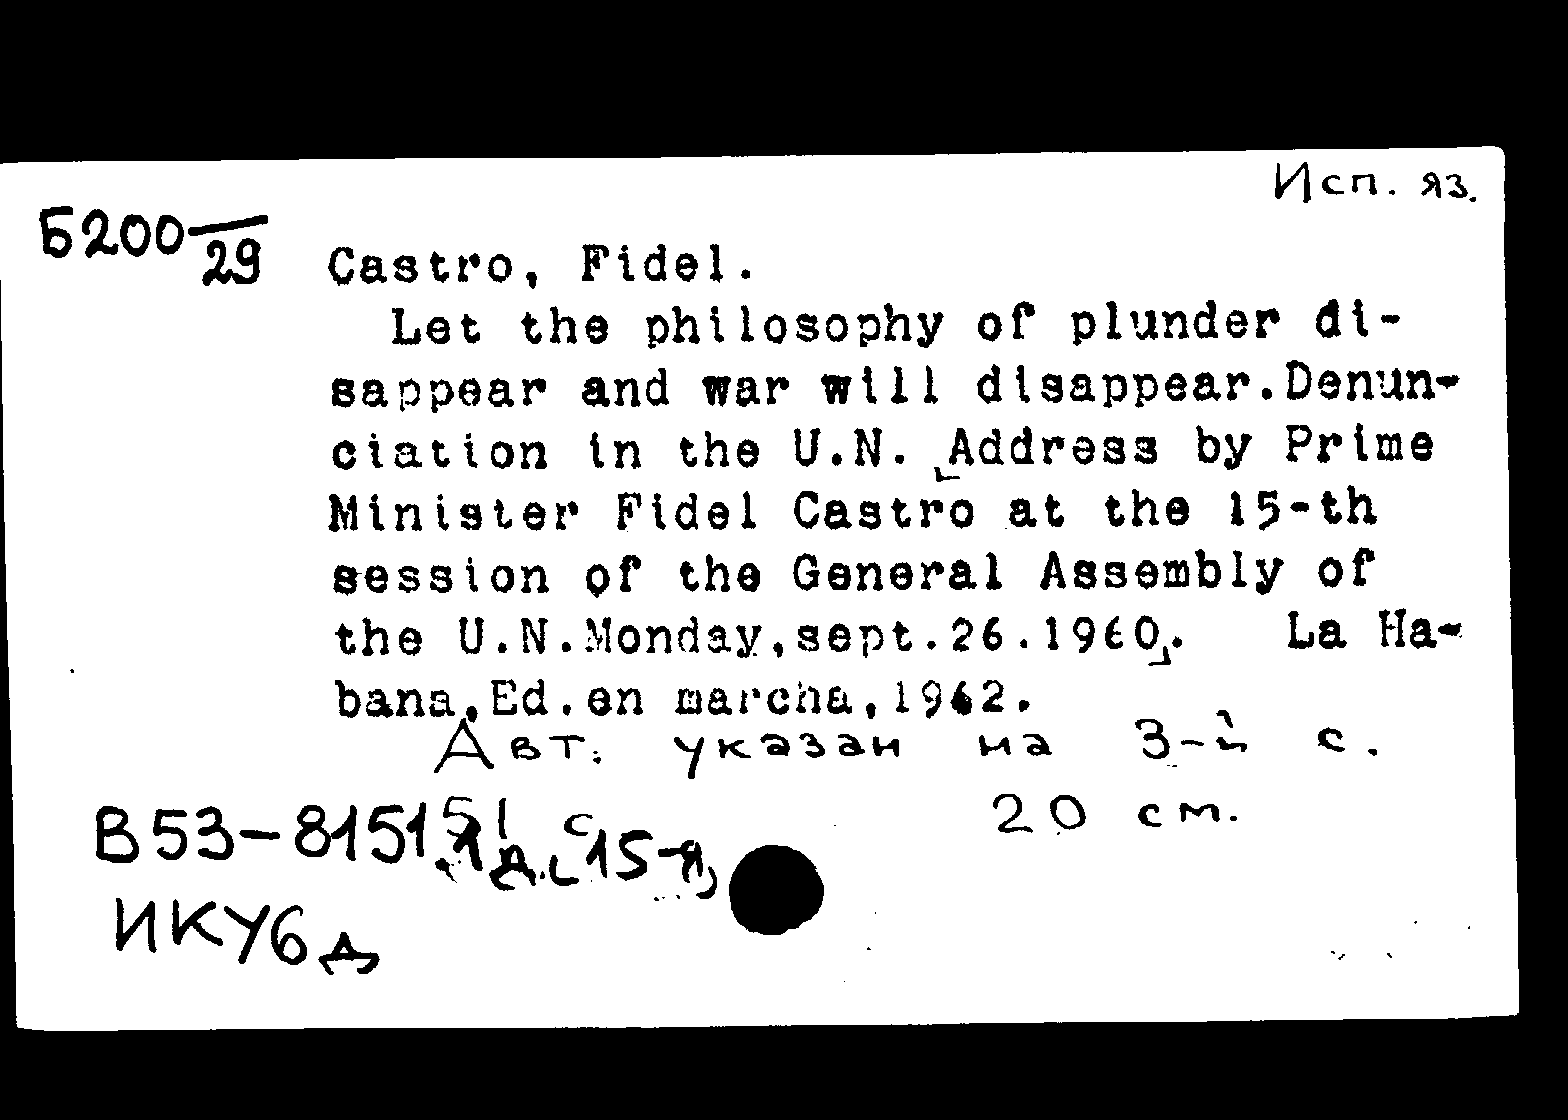 Исп. яз.
Б200
29
Castro, Fidel.
Let the philosophy of plunder di-
sappear and war will disappear.Denun-
ciation in the U.N. [Address by Prime
Minister Fidel Castro at the 15-th
session of the General Assembly of
the U.N.Monday,sept.26.1960]. La Ha-
bana,Ed.en marcha,1962.
Авт. указан на 3-й с.
20 см.
В53-8151 15-я
ИКУ6д